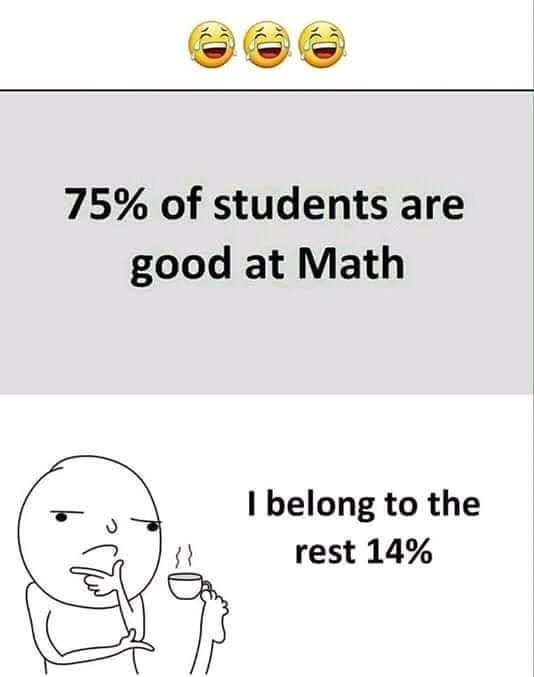 75% of students are
good at Math
I belong to the
rest 14%